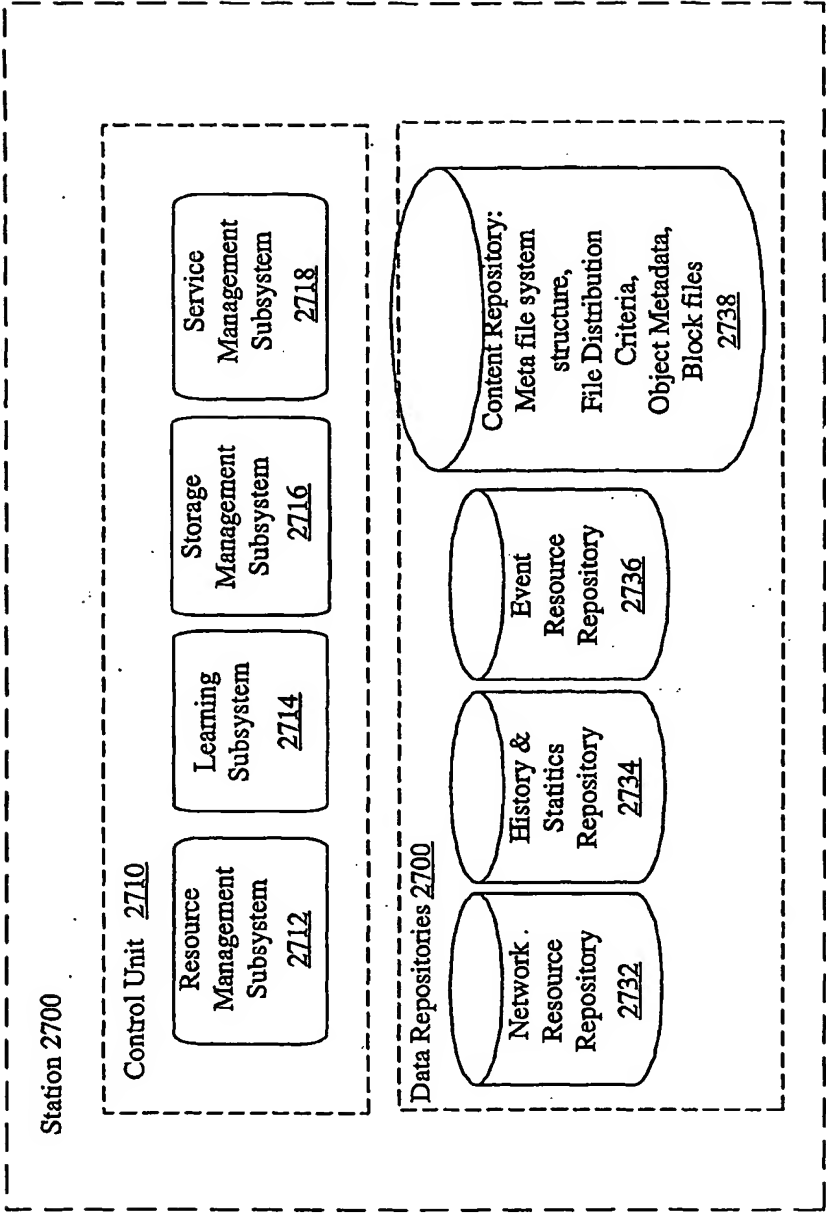 Station 2700
Control Unit 2710
Resource
Management
Subsystem
2712
Learning
Subsystem
2714
Storage
Management
Subsystem
2716
Service
Management
Subsystem
2718
Data Repositories 2700
Network .
Resource
Repository
2732
History &
Statitics
Repository
2734
Event
Resource
Repository
2736
Content Repository:
Meta file system
structure,
File Distribution
Criteria,
Object Metadata,
Block files
2738